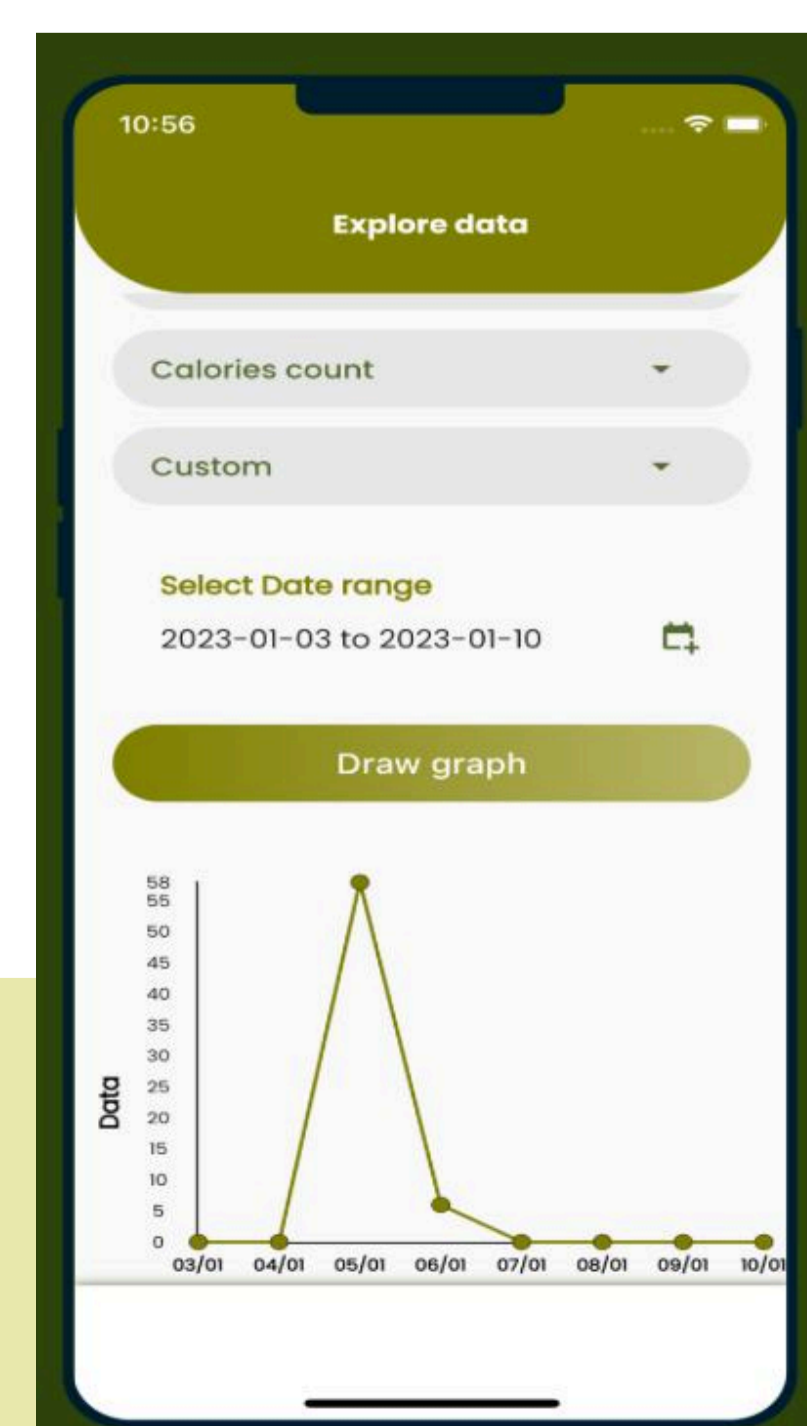 10:56
Explore data
Calories count
Custom
Select Date range
2023-01-03 to 2023-01-10
Draw graph
58
55
50
45
40
35
30
25
20
15
10
5
0
Data
03/01 04/01 05/01 06/01 07/01 08/01 09/01 10/01